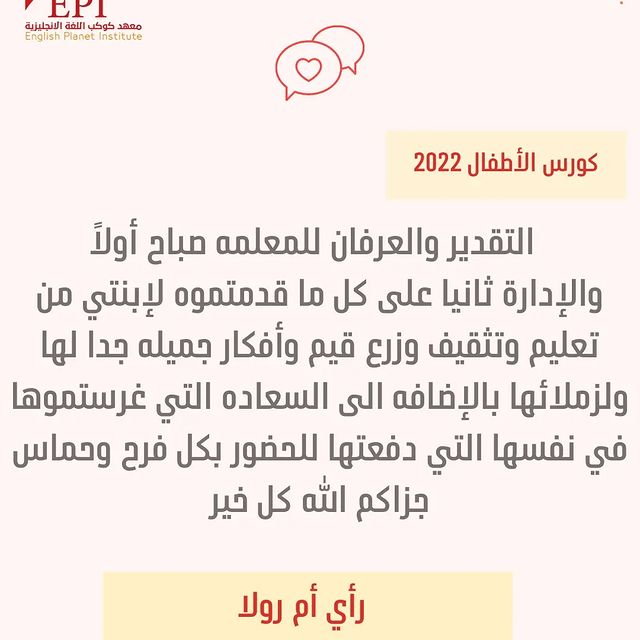 EPI
معهد كوكب اللغة الانجليزية
English Planet Institute
كورس الأطفال 2022
التقدير والعرفان للمعلمه صباح أولاً
والإدارة ثانيا على كل ما قدمتموه لإبنتي من
تعليم وتثقيف وزرع قيم وأفكار جميله جدا لها
ولزملائها بالإضافه الى السعاده التي غرستموها
في نفسها التي دفعتها للحضور بكل فرح وحماس
جزاكم الله كل خير
رأي أم رولا